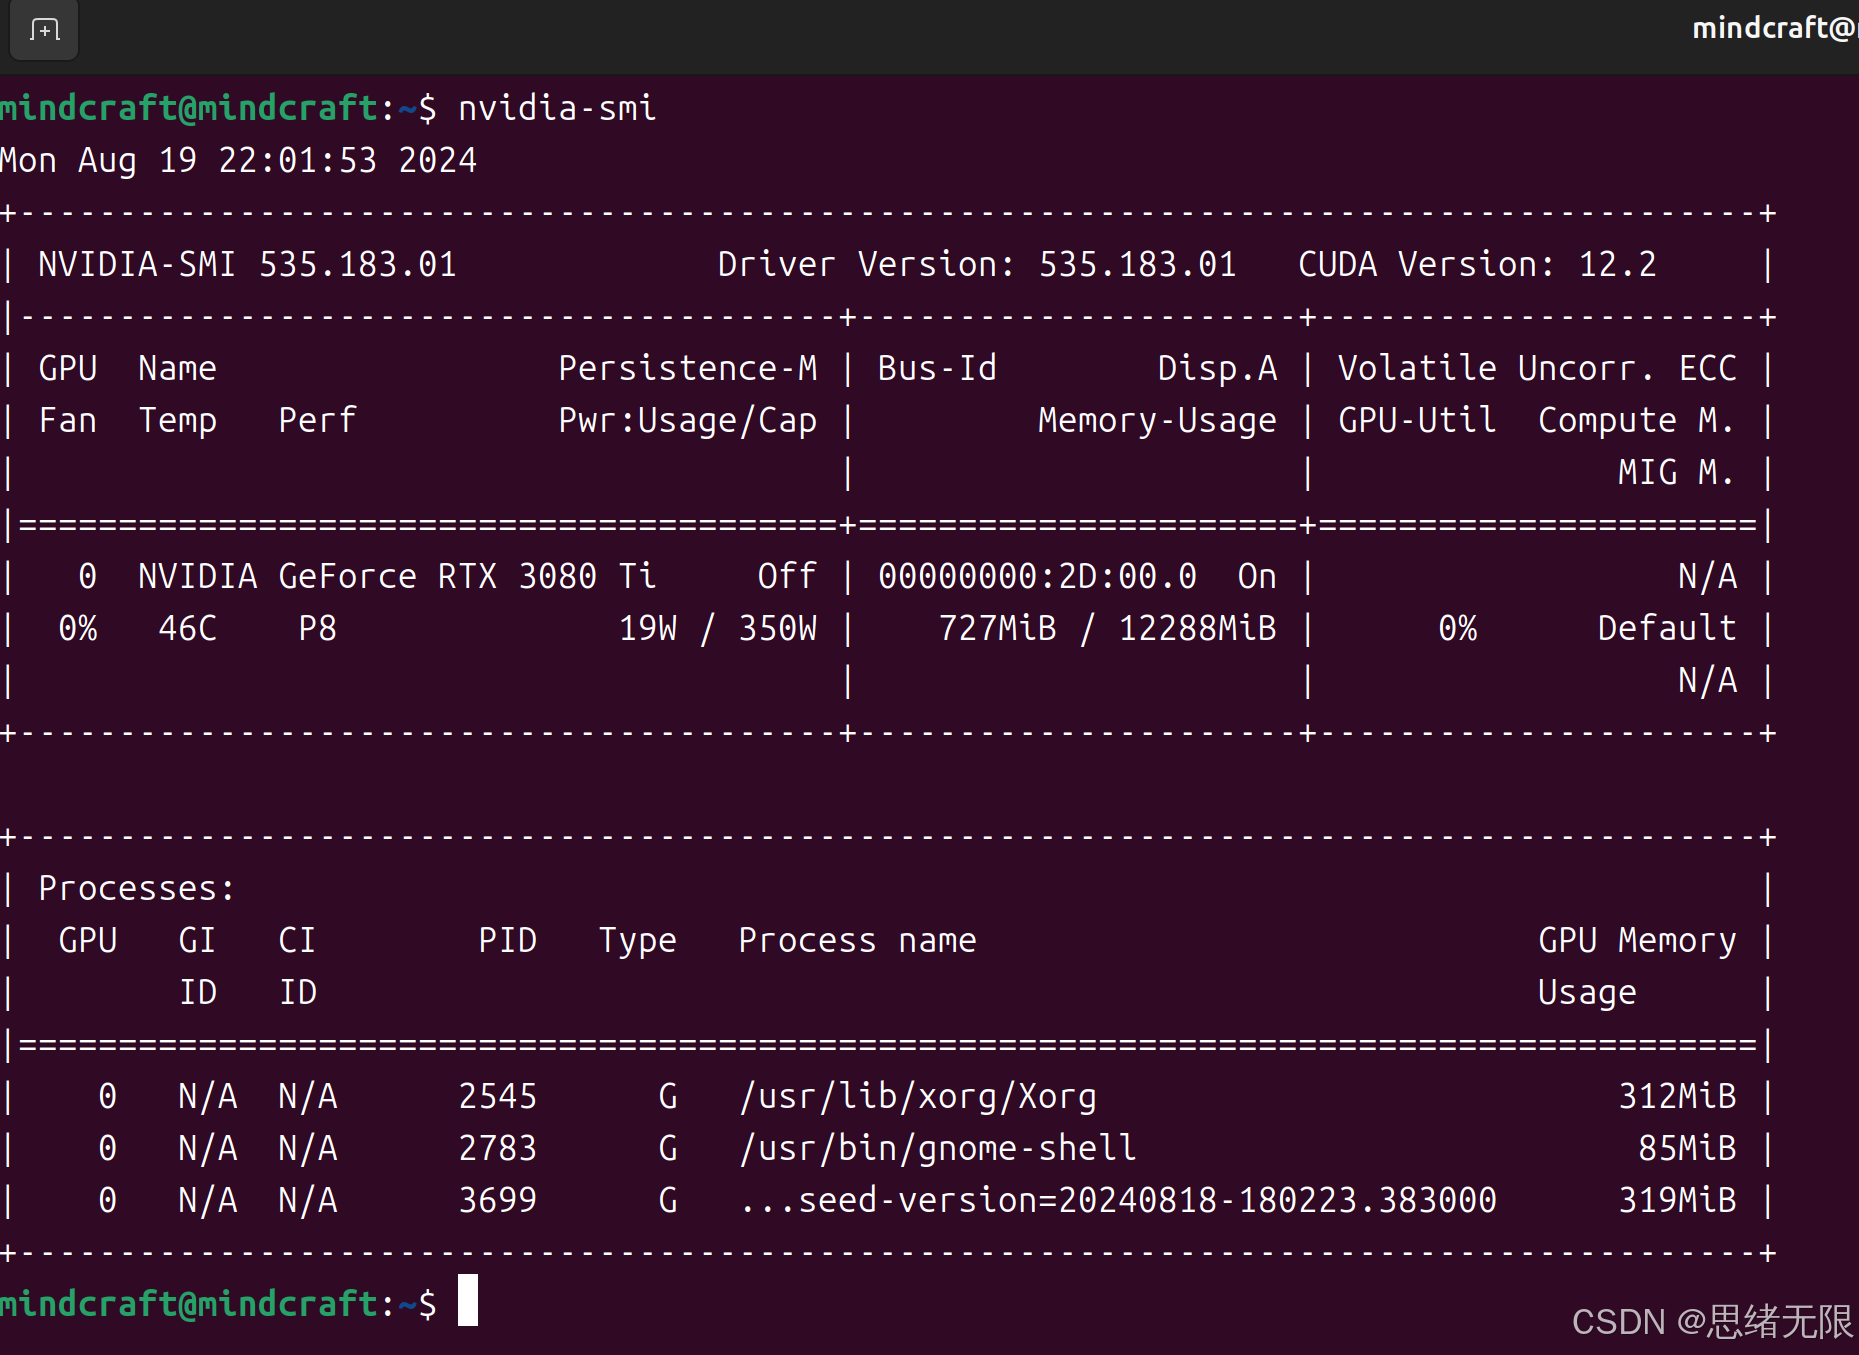 mindcraft@
mindcraft@mindcraft:~$ nvidia-smi
Mon Aug 19 22:01:53 2024
+---------------------------------------------------------------------------------------+
| NVIDIA-SMI 535.183.01             Driver Version: 535.183.01   CUDA Version: 12.2     |
|-----------------------------------------+----------------------+----------------------+
| GPU  Name                 Persistence-M | Bus-Id        Disp.A | Volatile Uncorr. ECC |
| Fan  Temp   Perf          Pwr:Usage/Cap |         Memory-Usage | GPU-Util  Compute M. |
|                                         |                      |               MIG M. |
|=========================================+======================+======================|
|   0  NVIDIA GeForce RTX 3080 Ti     Off | 00000000:2D:00.0  On |                  N/A |
|  0%   46C    P8              19W / 350W |    727MiB / 12288MiB |      0%      Default |
|                                         |                      |                  N/A |
+-----------------------------------------+----------------------+----------------------+
+---------------------------------------------------------------------------------------+
| Processes:                                                                            |
|  GPU   GI   CI        PID   Type   Process name                            GPU Memory |
|        ID   ID                                                             Usage      |
|=======================================================================================|
|    0   N/A  N/A      2545      G   /usr/lib/xorg/Xorg                          312MiB |
|    0   N/A  N/A      2783      G   /usr/bin/gnome-shell                         85MiB |
|    0   N/A  N/A      3699      G   ...seed-version=20240818-180223.383000      319MiB |
+---------------------------------------------------------------------------------------+
mindcraft@mindcraft:~$
CSDN @思绪无限